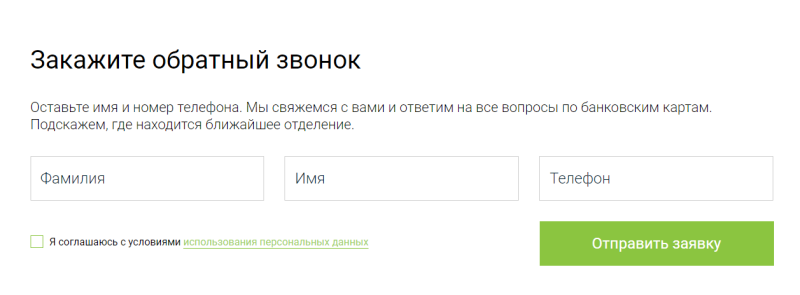 Закажите обратный звонок
Оставьте имя и номер телефона. Мы свяжемся с вами и ответим на все вопросы по банковским картам.
Подскажем, где находится ближайшее отделение.
Фамилия
Имя
Телефон
Я соглашаюсь с условиями использования персональных данных
Отправить заявку